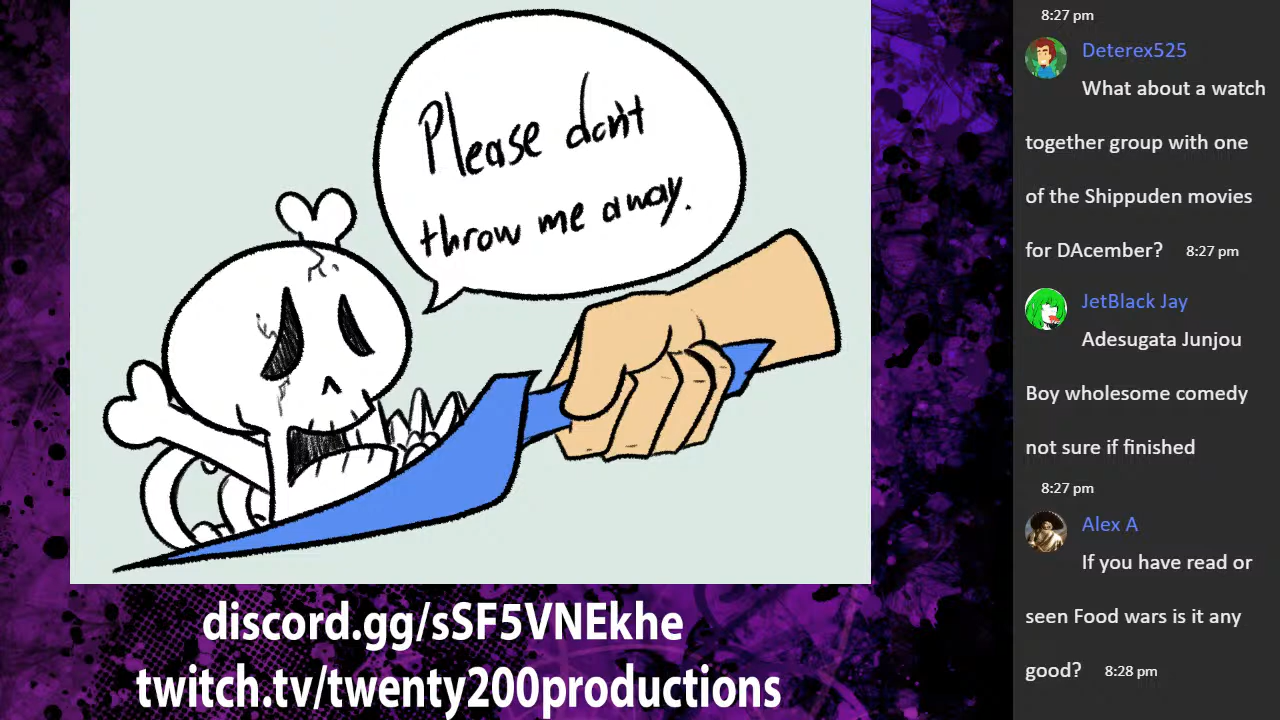 Please don't
throw me away.
discord.gg/sSF5VNEkhe
twitch.tv/twenty200productions
8:27 pm
Deterex525
What about a watch
together group with one
of the Shippuden movies
for DAcember? 8:27 pm
JetBlack Jay
Adesugata Junjou
Boy wholesome comedy
not sure if finished
8:27 pm
Alex A
If you have read or
seen Food wars is it any
good? 8:28 pm